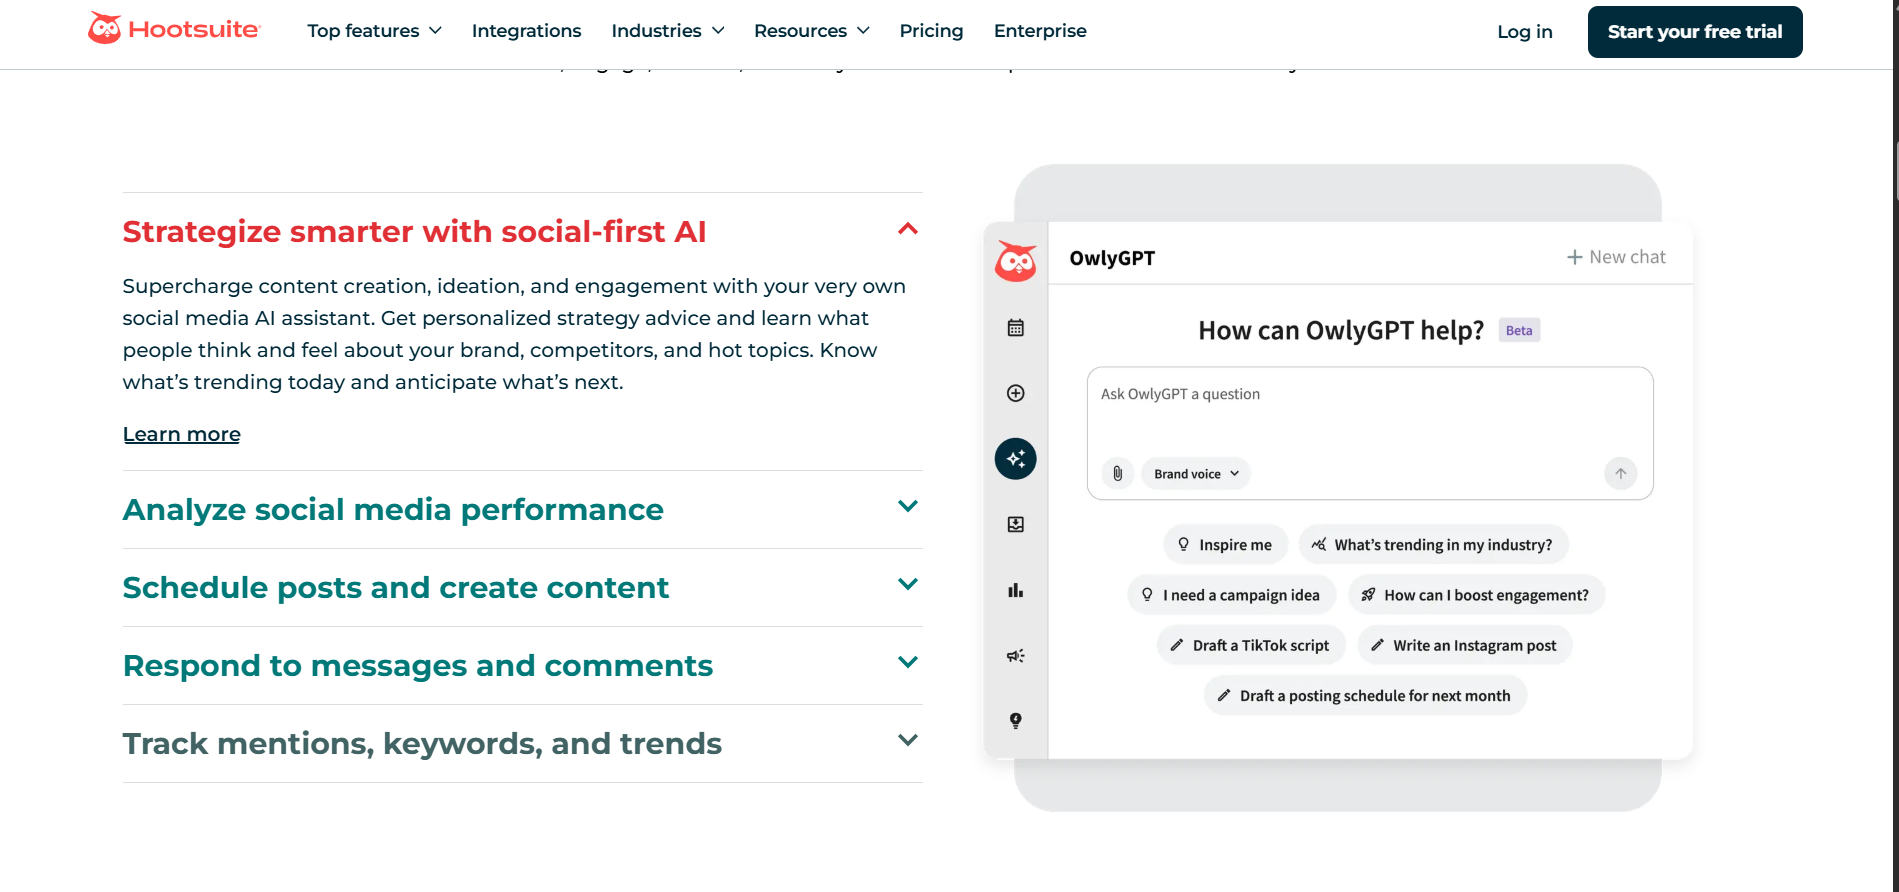 Hootsuite
Top features
Integrations
Industries
Resources
Pricing
Enterprise
Log in
Start your free trial
Strategize smarter with social-first AI
Supercharge content creation, ideation, and engagement with your very own
social media AI assistant. Get personalized strategy advice and learn what
people think and feel about your brand, competitors, and hot topics. Know
what’s trending today and anticipate what’s next.
Learn more
Analyze social media performance
Schedule posts and create content
Respond to messages and comments
Track mentions, keywords, and trends
OwlyGPT
+ New chat
How can OwlyGPT help?
Beta
Ask OwlyGPT a question
Brand voice
Inspire me
What’s trending in my industry?
I need a campaign idea
How can I boost engagement?
Draft a TikTok script
Write an Instagram post
Draft a posting schedule for next month